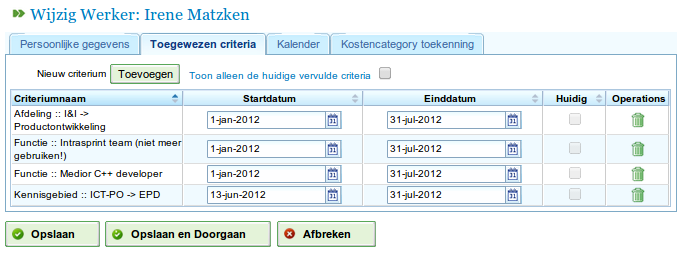 Wijzig Werker: Irene Matzken
Persoonlijke gegevens Toegewezen criteria Kalender Kostencategory toekenning
Nieuw criterium Toevoegen Toon alleen de huidige vervulde criteria
Criteriumnaam Startdatum Einddatum Huidig Operations
Afdeling :: I&I ->
Productontwikkeling 1-jan-2012 31-jul-2012
Functie :: Intrasprint team (niet meer
gebruiken!) 1-jan-2012 31-jul-2012
Functie :: Medior C++ developer 1-jan-2012 31-jul-2012
Kennisgebied :: ICT-PO -> EPD 13-jun-2012 31-jul-2012
Opslaan Opslaan en Doorgaan Afbreken